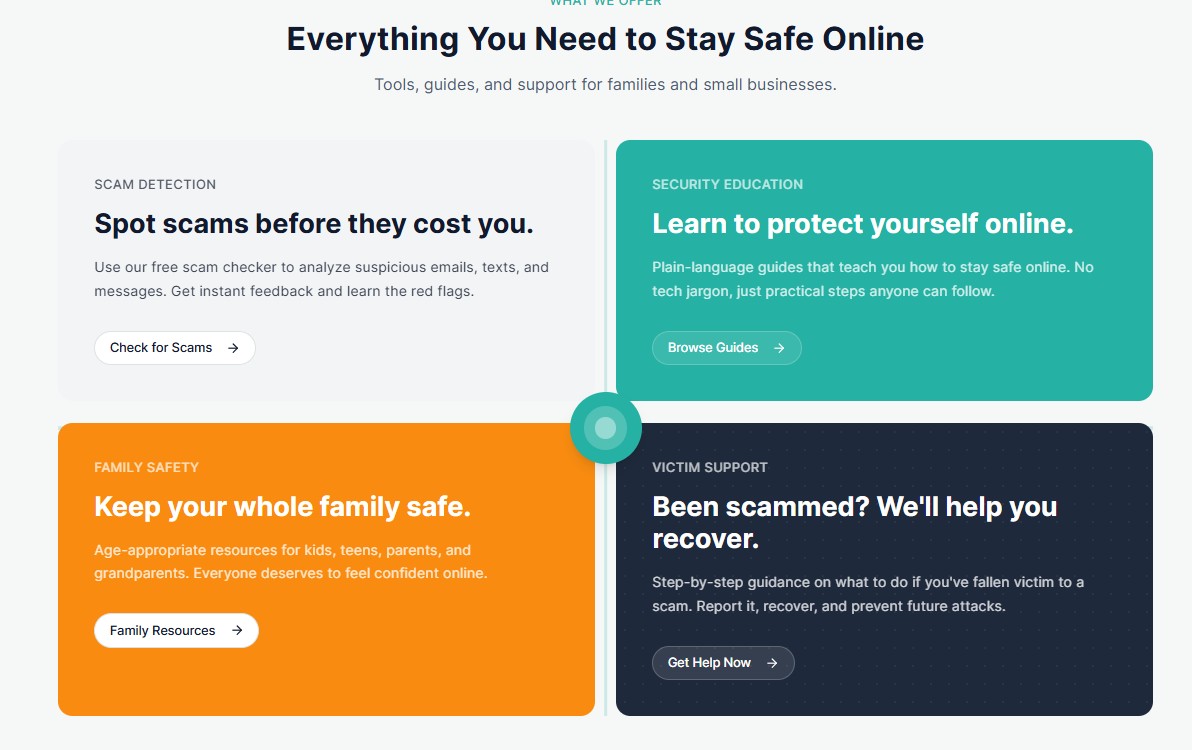 WHAT WE OFFER
Everything You Need to Stay Safe Online
Tools, guides, and support for families and small businesses.
SCAM DETECTION
Spot scams before they cost you.
Use our free scam checker to analyze suspicious emails, texts, and
messages. Get instant feedback and learn the red flags.
Check for Scams →
SECURITY EDUCATION
Learn to protect yourself online.
Plain-language guides that teach you how to stay safe online. No
tech jargon, just practical steps anyone can follow.
Browse Guides →
FAMILY SAFETY
Keep your whole family safe.
Age-appropriate resources for kids, teens, parents, and
grandparents. Everyone deserves to feel confident online.
Family Resources →
VICTIM SUPPORT
Been scammed? We'll help you
recover.
Step-by-step guidance on what to do if you've fallen victim to a
scam. Report it, recover, and prevent future attacks.
Get Help Now →